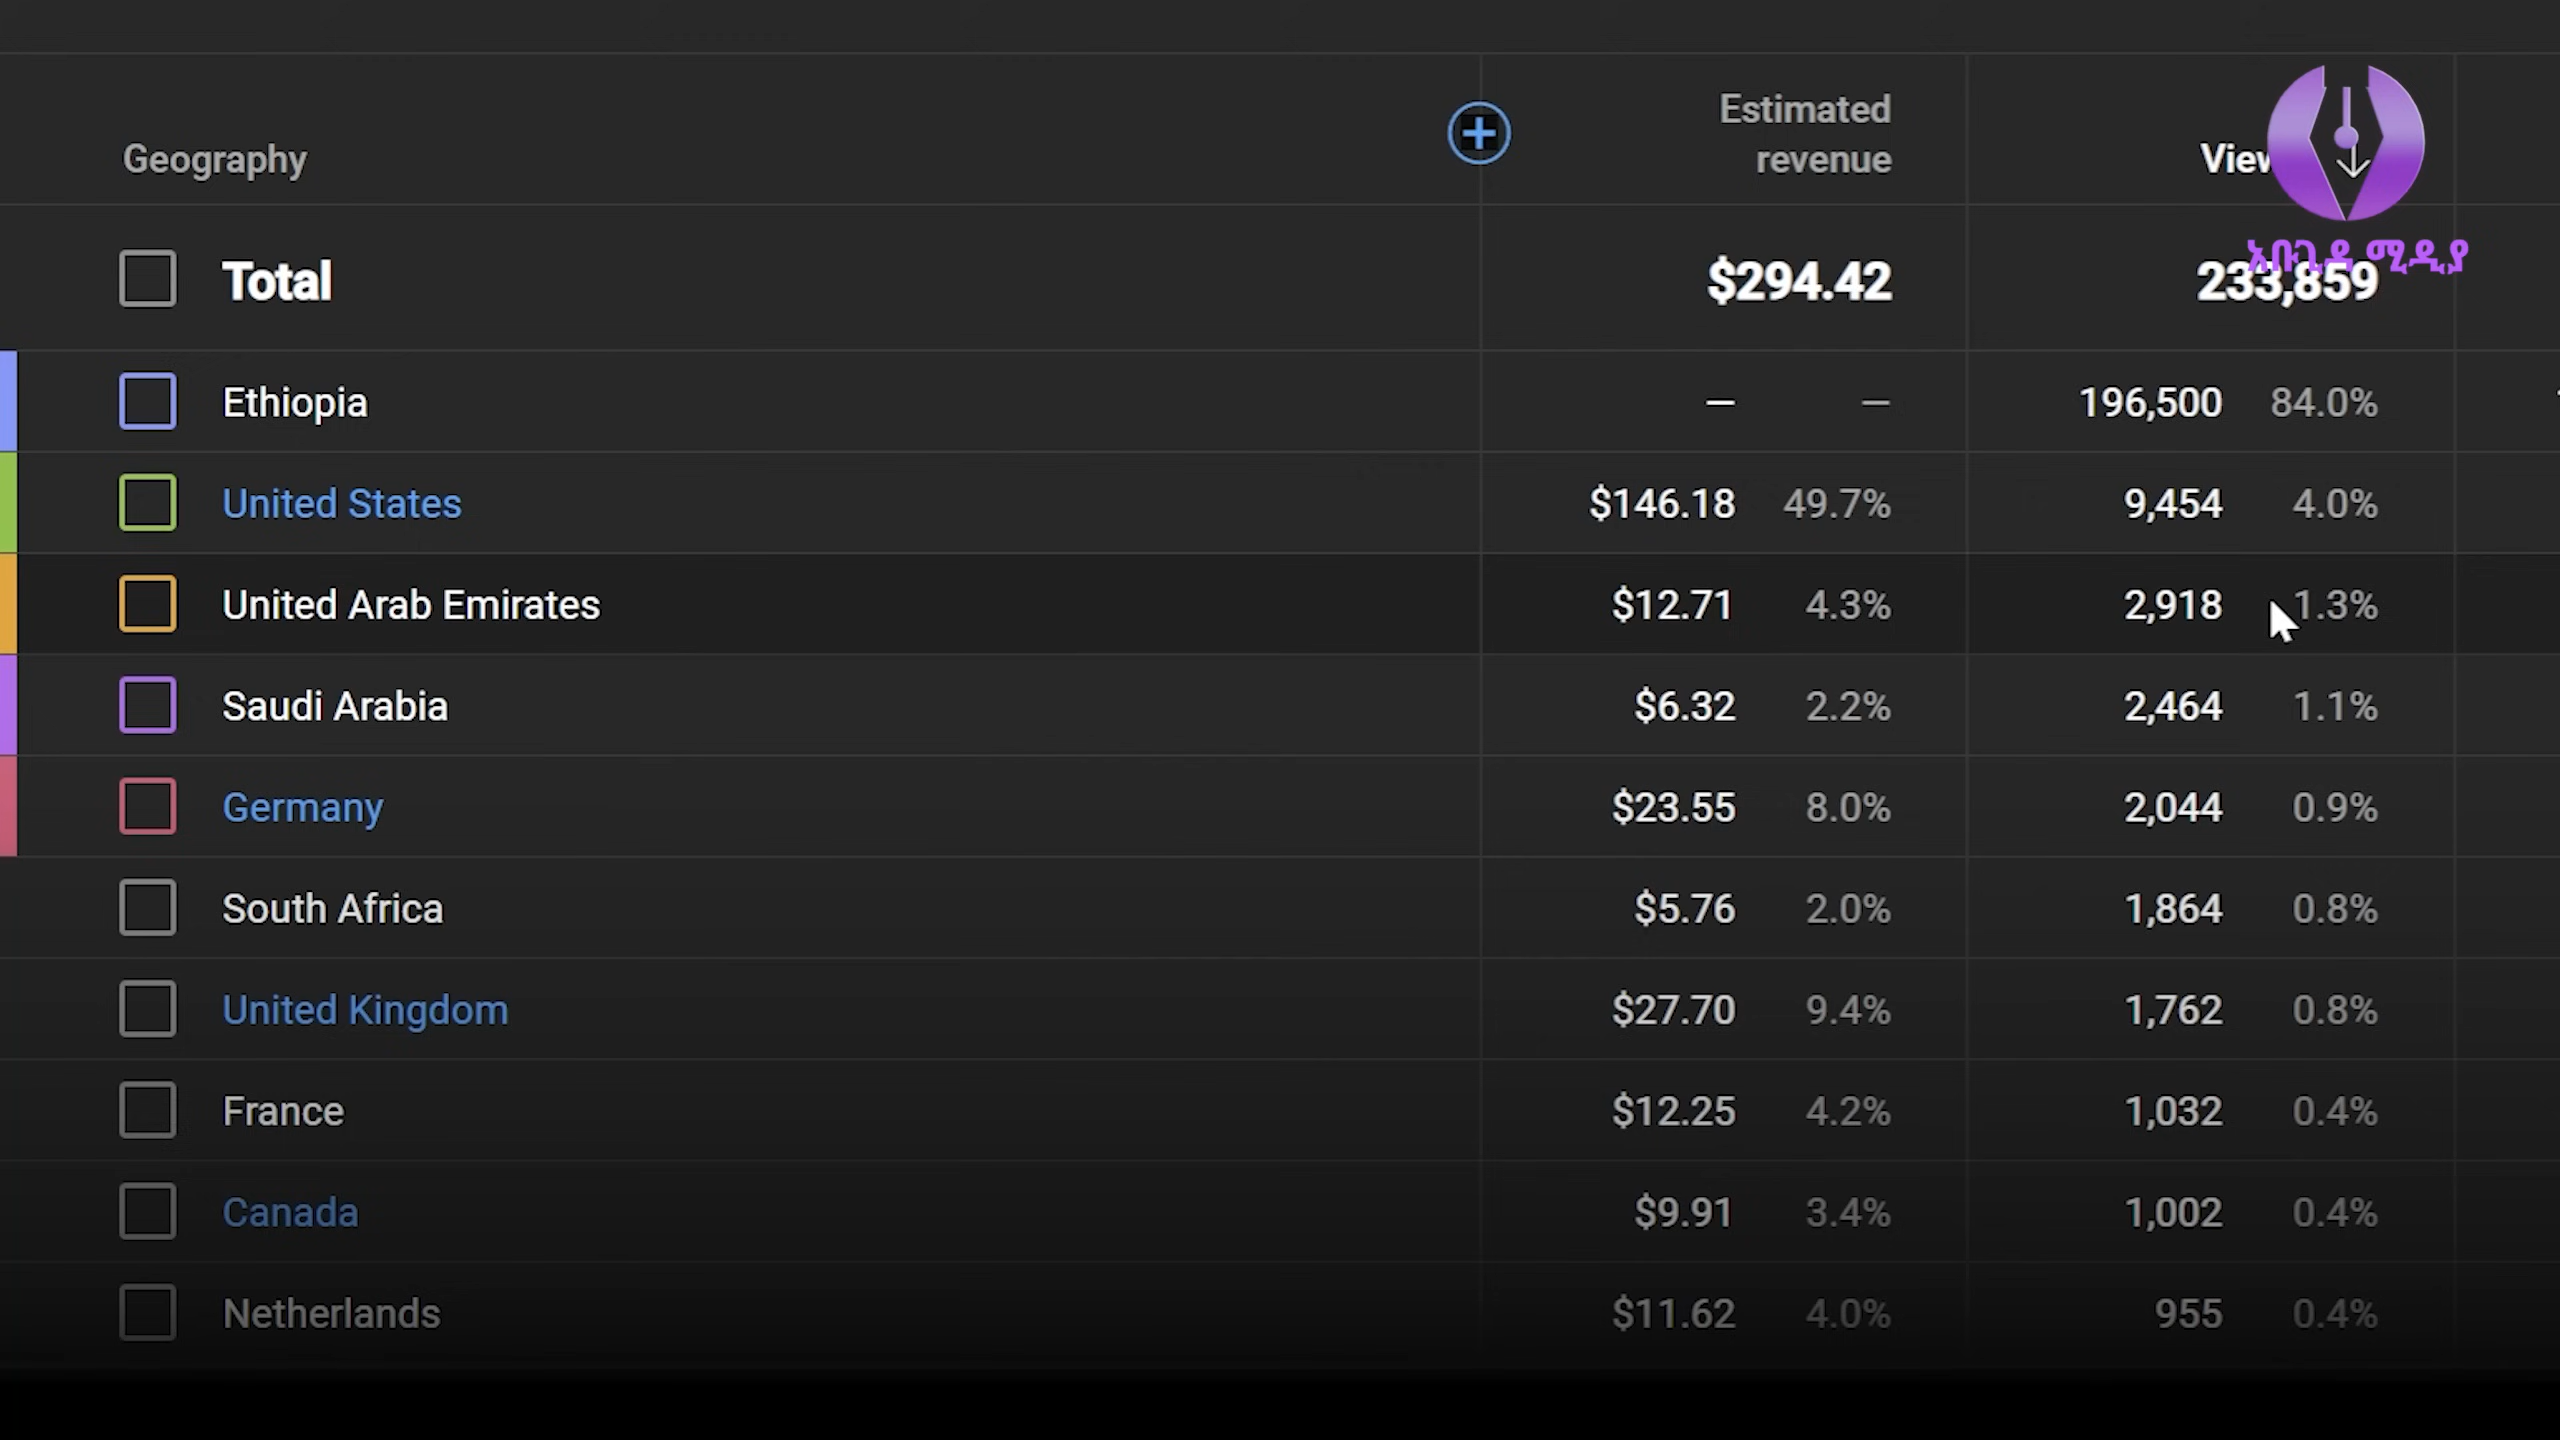 Geography
Estimated revenue
Views
Total $294.42 233,859
አቡጊዳ ሚዲያ
Ethiopia — — 196,500 84.0%
United States $146.18 49.7% 9,454 4.0%
United Arab Emirates $12.71 4.3% 2,918 1.3%
Saudi Arabia $6.32 2.2% 2,464 1.1%
Germany $23.55 8.0% 2,044 0.9%
South Africa $5.76 2.0% 1,864 0.8%
United Kingdom $27.70 9.4% 1,762 0.8%
France $12.25 4.2% 1,032 0.4%
Canada $9.91 3.4% 1,002 0.4%
Netherlands $11.62 4.0% 955 0.4%